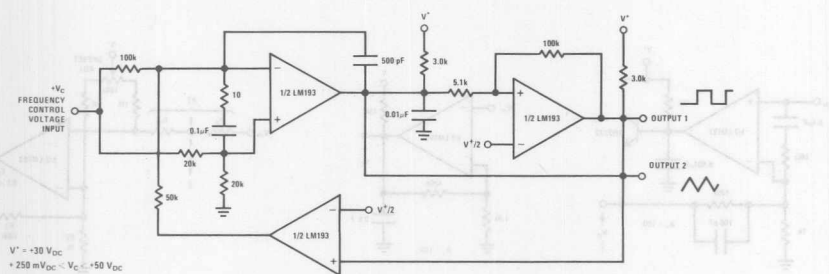 V+
V+
100k
500 pF
3.0k
100k
3.0k
+VC
FREQUENCY
CONTROL
VOLTAGE
INPUT
10
1/2 LM193
5.1k
1/2 LM193
0.1µF
0.01µF
V+/2
OUTPUT 1
20k
20k
OUTPUT 2
50k
V+/2
1/2 LM193
V+ = +30 VDC
+ 250 mVDC < VC < +50 VDC